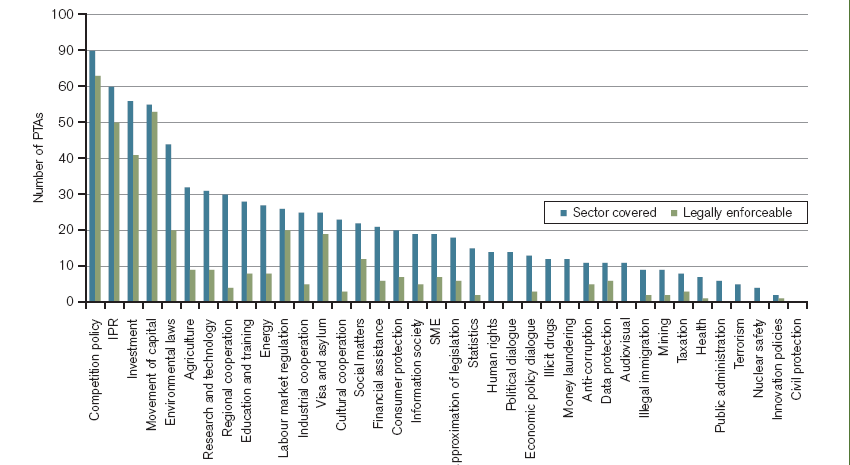 100
90
60
50
40
30
20
10
0
Number of PTAs
Sector covered
Legally enforceable
Competition policy
IPR
Investment
Movement of capital
Environmental laws
Agriculture
Research and technology
Regional cooperation
Education and training
Energy
Labour market regulation
Industrial cooperation
Visa and asylum
Cultural cooperation
Social matters
Financial assistance
Consumer protection
Information society
SME
pproximation of legislation
Statistics
Human rights
Political dialogue
Economic policy dialogue
Illicit drugs
Money laundering
Anti-corruption
Data protection
Audiovisual
Illegal immigration
Mining
Taxation
Health
Public administration
Terrorism
Nuclear safety
Innovation policies
Civil protection